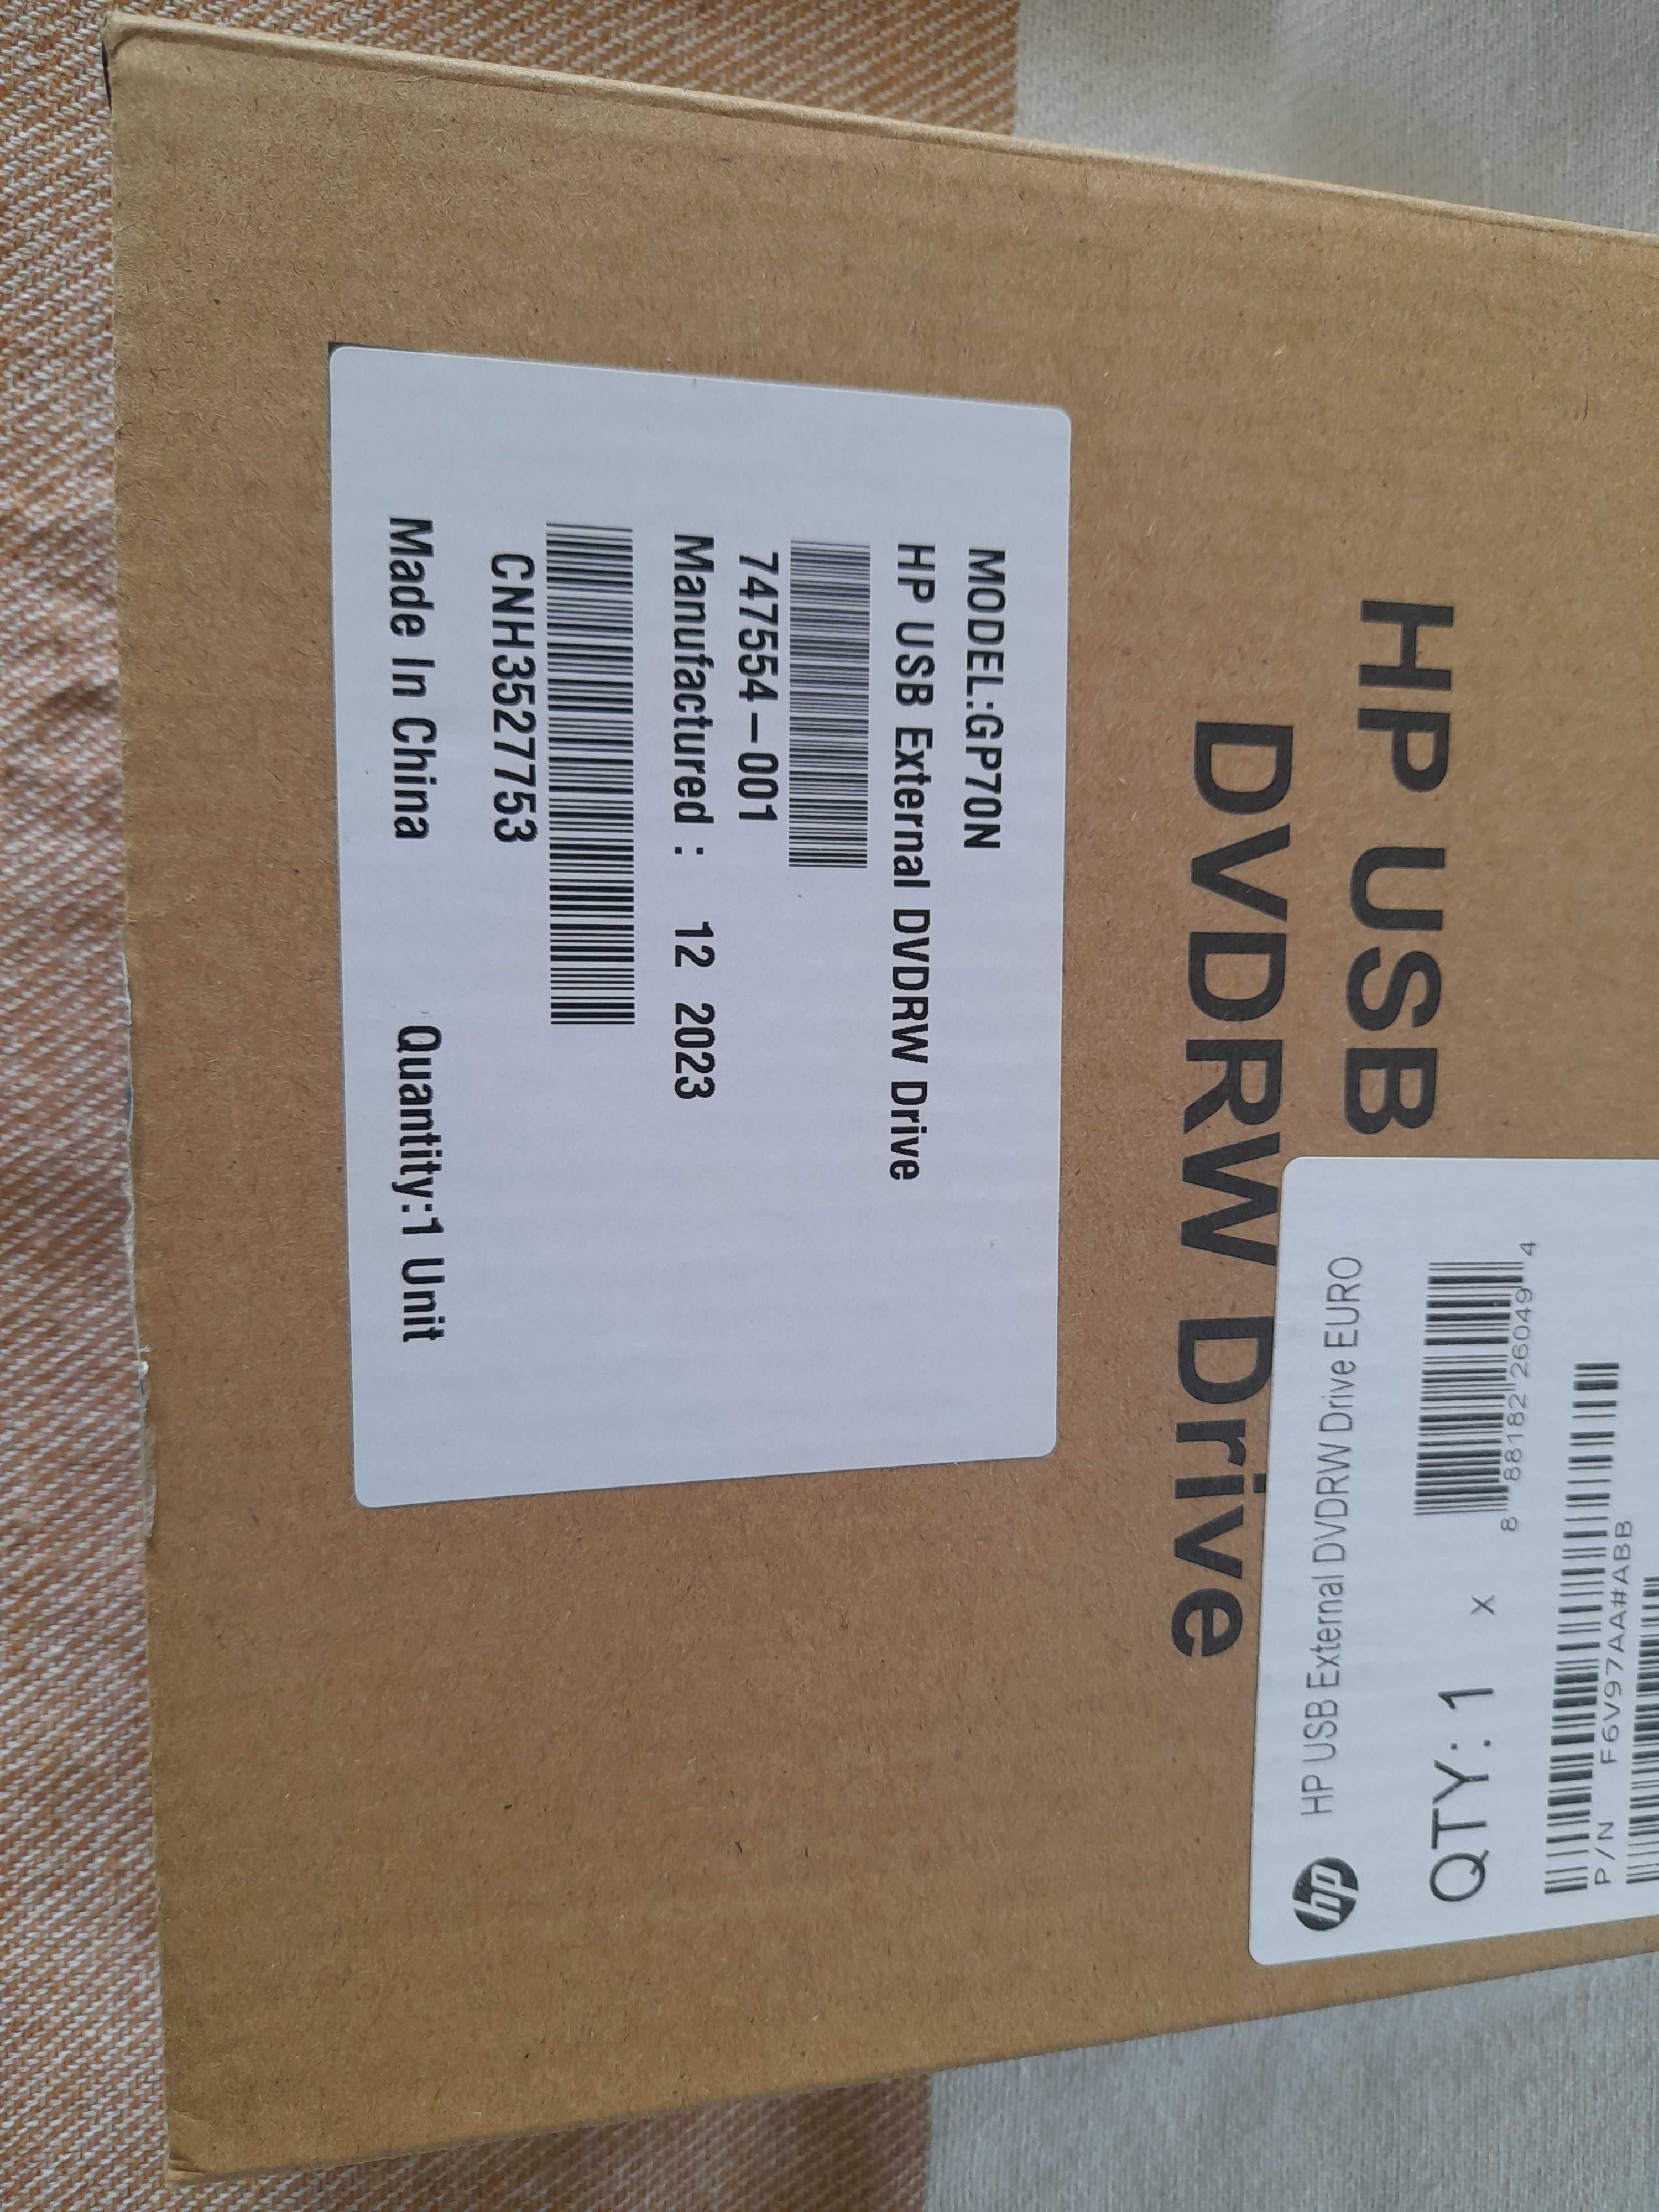 HP USB
DVDRW Drive
MODEL:GP70N
HP USB External DVDRW Drive
747554-001
Manufactured : 12 2023
CNH3527753
Made In China Quantity:1 Unit
hp HP USB External DVDRW Drive EURO
QTY: 1 x
8 88182 26049 4
P/N F6V97AA#ABB